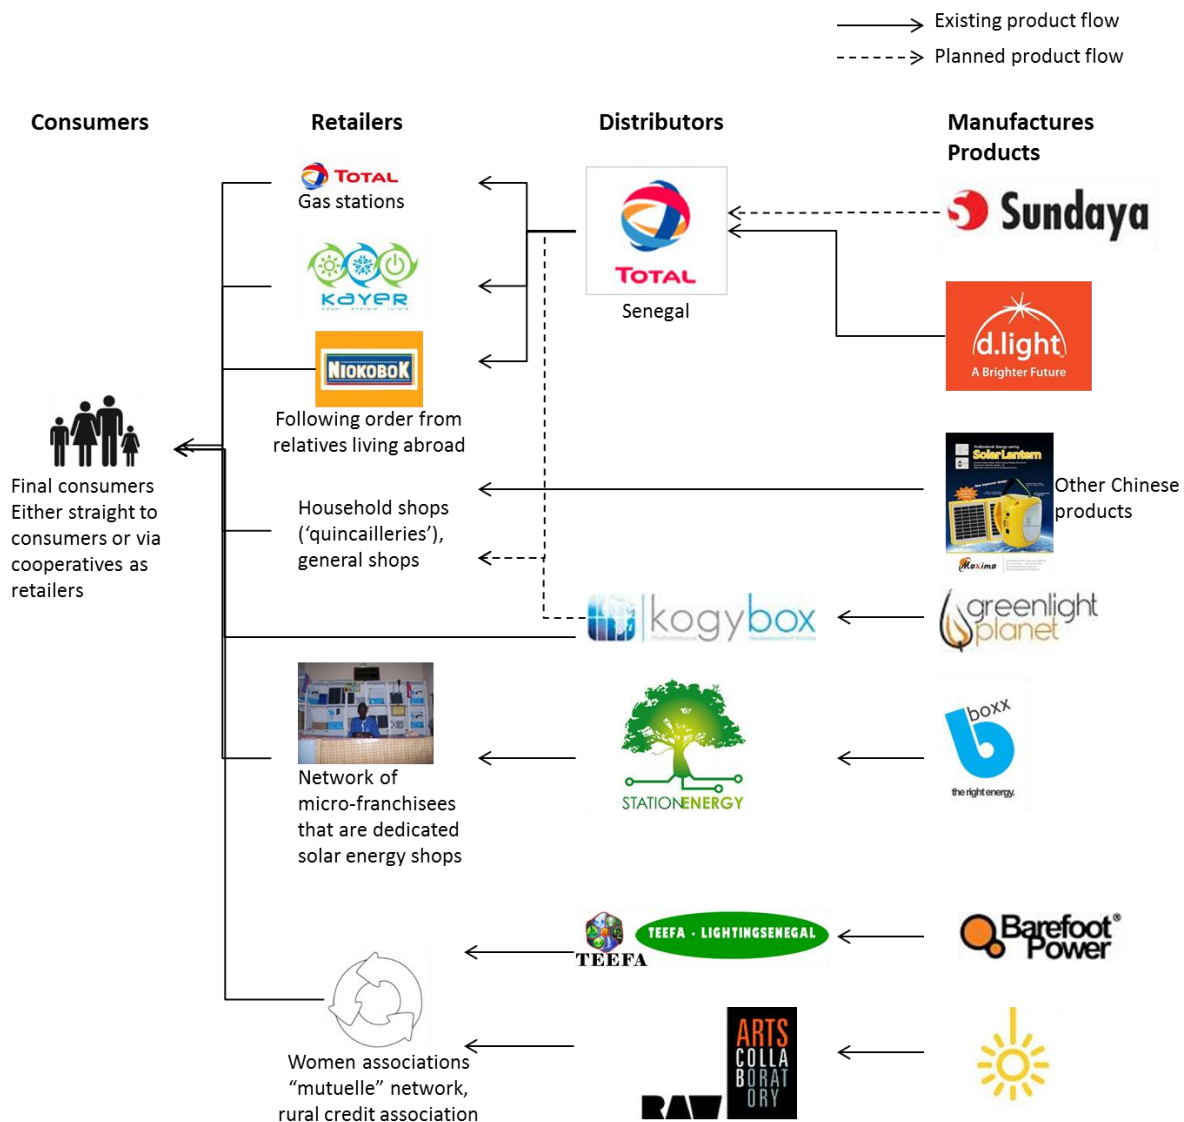 Existing product flow
Planned product flow
Consumers
Retailers
Distributors
Manufactures
Products
TOTAL
Gas stations
KaYER
NIOKOBOK
Following order from
relatives living abroad
TOTAL
Senegal
Sundaya
d.light
A Brighter Future
Final consumers
Either straight to
consumers or via
cooperatives as
retailers
Household shops
(‘quincailleries’),
general shops
Solar Lantern
Maximo
Other Chinese
products
kogybox
greenlight
planet
Network of
micro-franchisees
that are dedicated
solar energy shops
STATIONENERGY
boxx
b
the right energy.
TEEFA
TEEFA - LIGHTINGSENEGAL
Barefoot®
Power
Women associations
“mutuelle” network,
rural credit association
RAW
ARTS
COLLA
BORAT
ORY